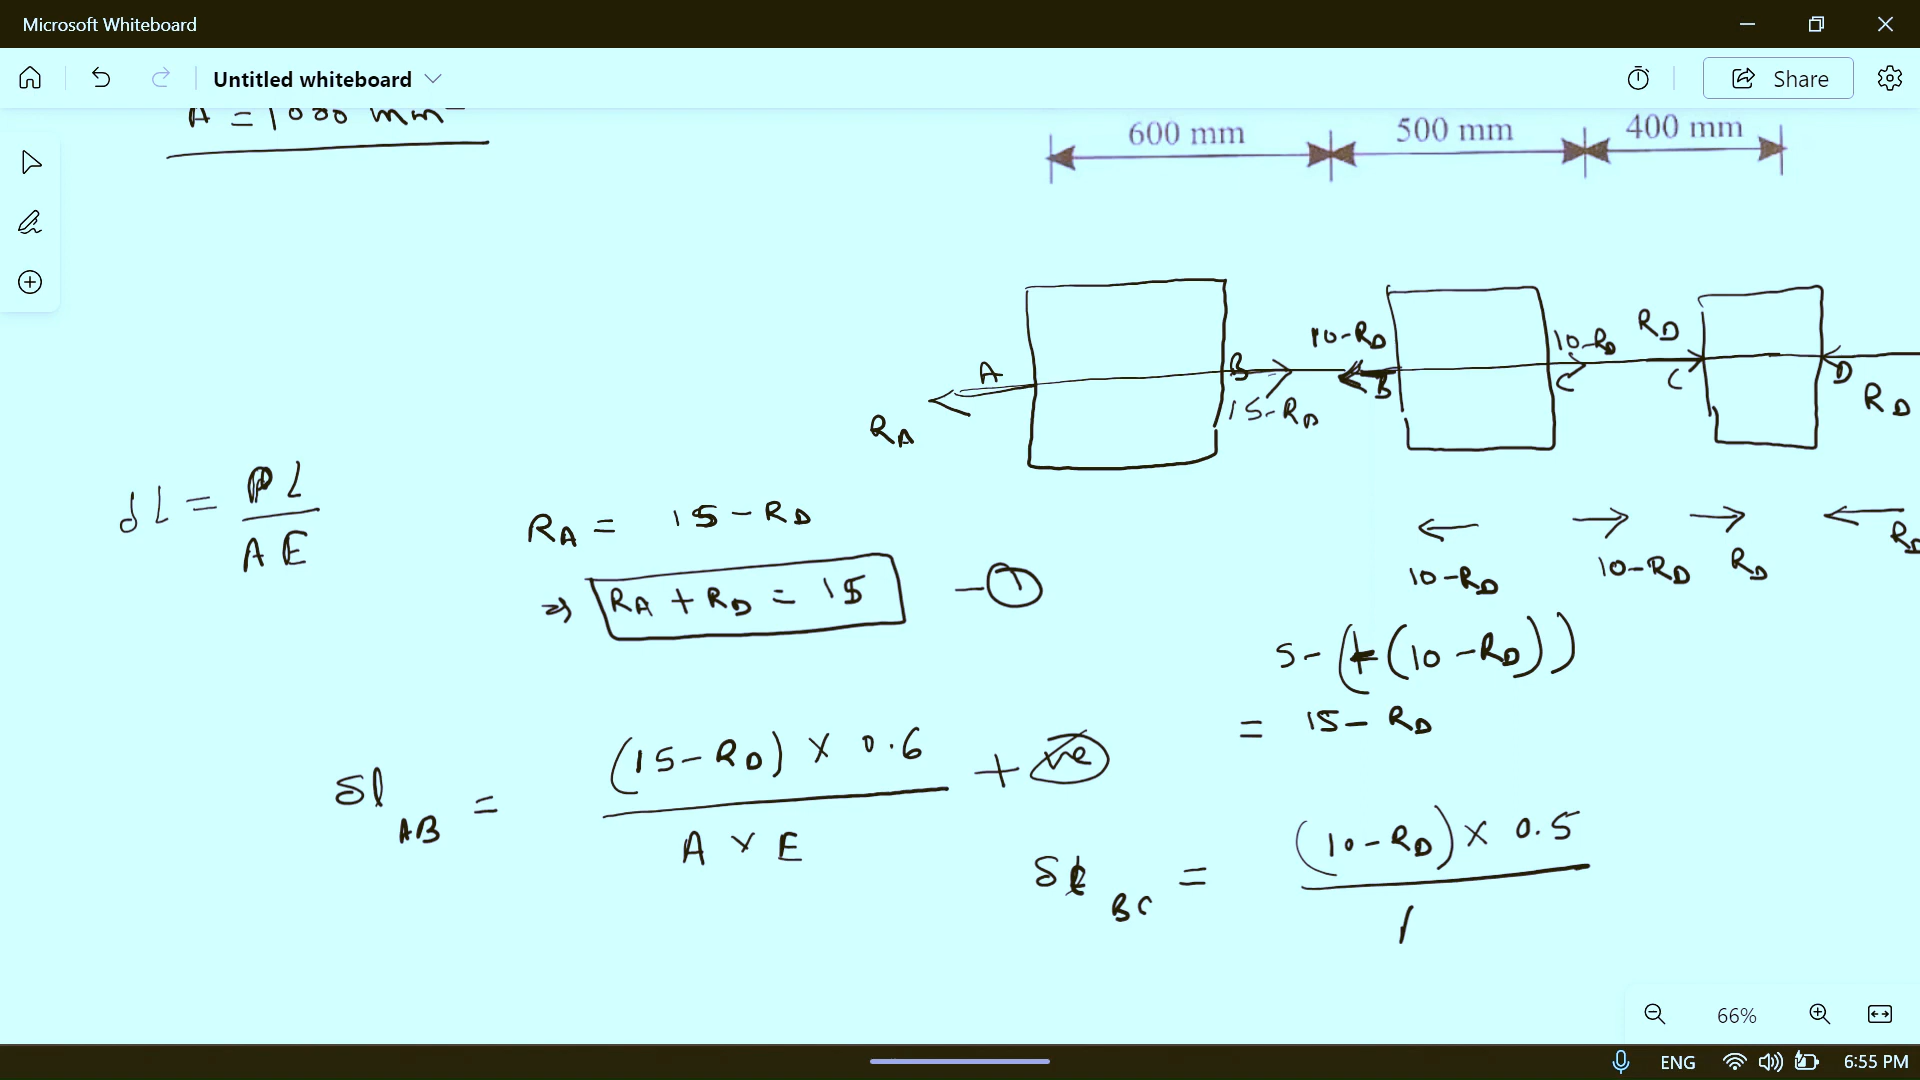 Microsoft Whiteboard
Untitled whiteboard
Share
A = 1000 mm
600 mm 500 mm 400 mm
10-RD 10-RD RD
A B B C C D
RA 15-RD RD
δL = PL / AE
RA = 15 - RD
10-RD 10-RD RD RD
⇒ RA + RD = 15 - ①
5 - (-(10-RD))
= 15 - RD
δl AB = (15-RD) × 0.6 / A × E + ve
δl BC = (10-RD) × 0.5
66%
ENG 6:55 PM